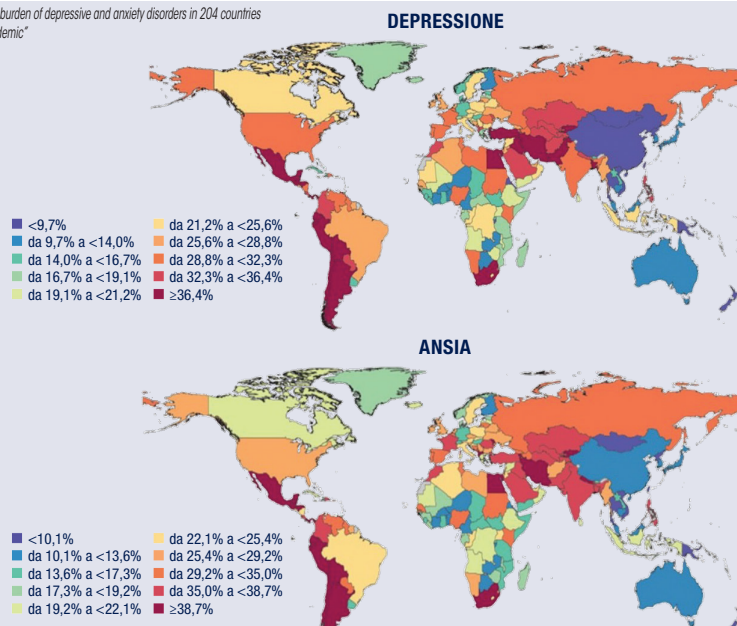 burden of depressive and anxiety disorders in 204 countries
demic"
DEPRESSIONE
<9,7%
da 9,7% a <14,0%
da 14,0% a <16,7%
da 16,7% a <19,1%
da 19,1% a <21,2%
da 21,2% a <25,6%
da 25,6% a <28,8%
da 28,8% a <32,3%
da 32,3% a <36,4%
≥36,4%
ANSIA
<10,1%
da 10,1% a <13,6%
da 13,6% a <17,3%
da 17,3% a <19,2%
da 19,2% a <22,1%
da 22,1% a <25,4%
da 25,4% a <29,2%
da 29,2% a <35,0%
da 35,0% a <38,7%
≥38,7%